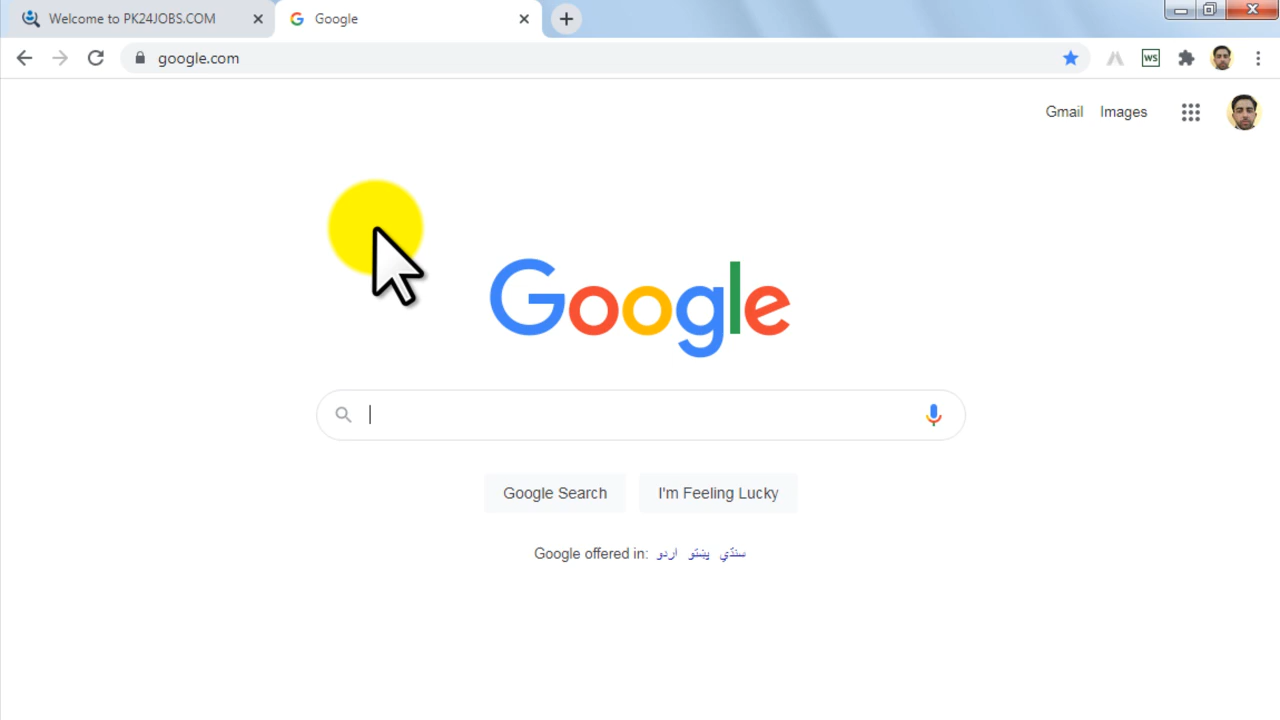 Welcome to PK24JOBS.COM
Google
google.com
WS
Gmail Images
Google
Google Search I'm Feeling Lucky
Google offered in: اردو پښتو سنڌي